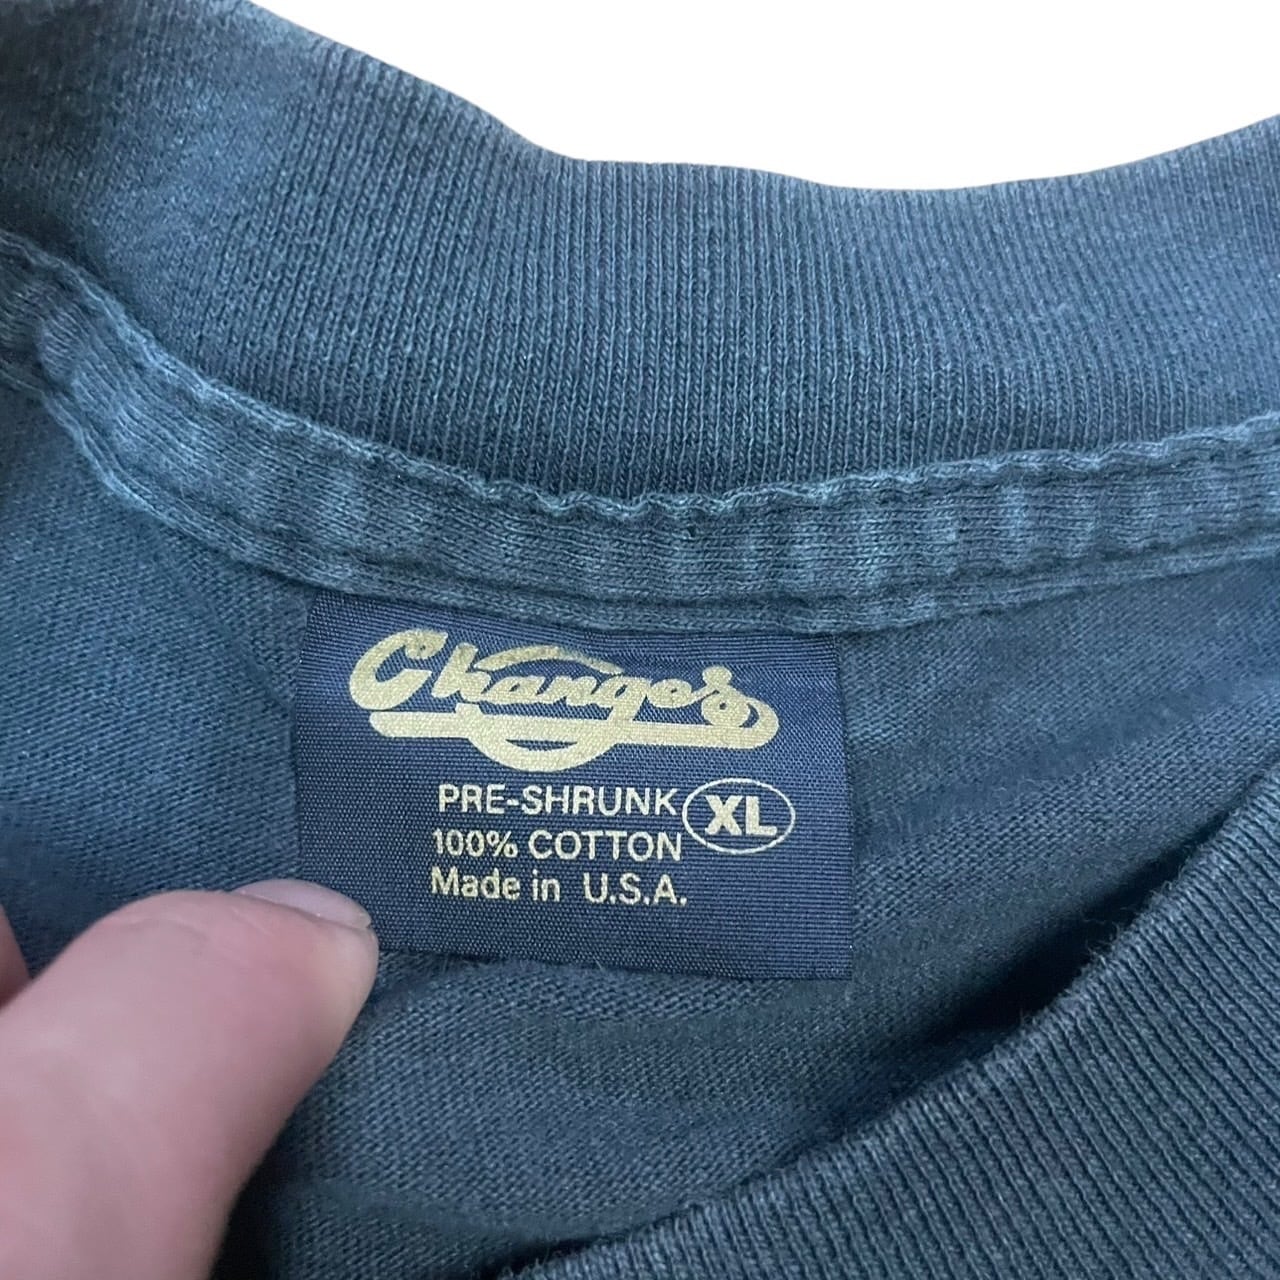 Changes
PRE-SHRUNK
XL
100% COTTON
Made in U.S.A.